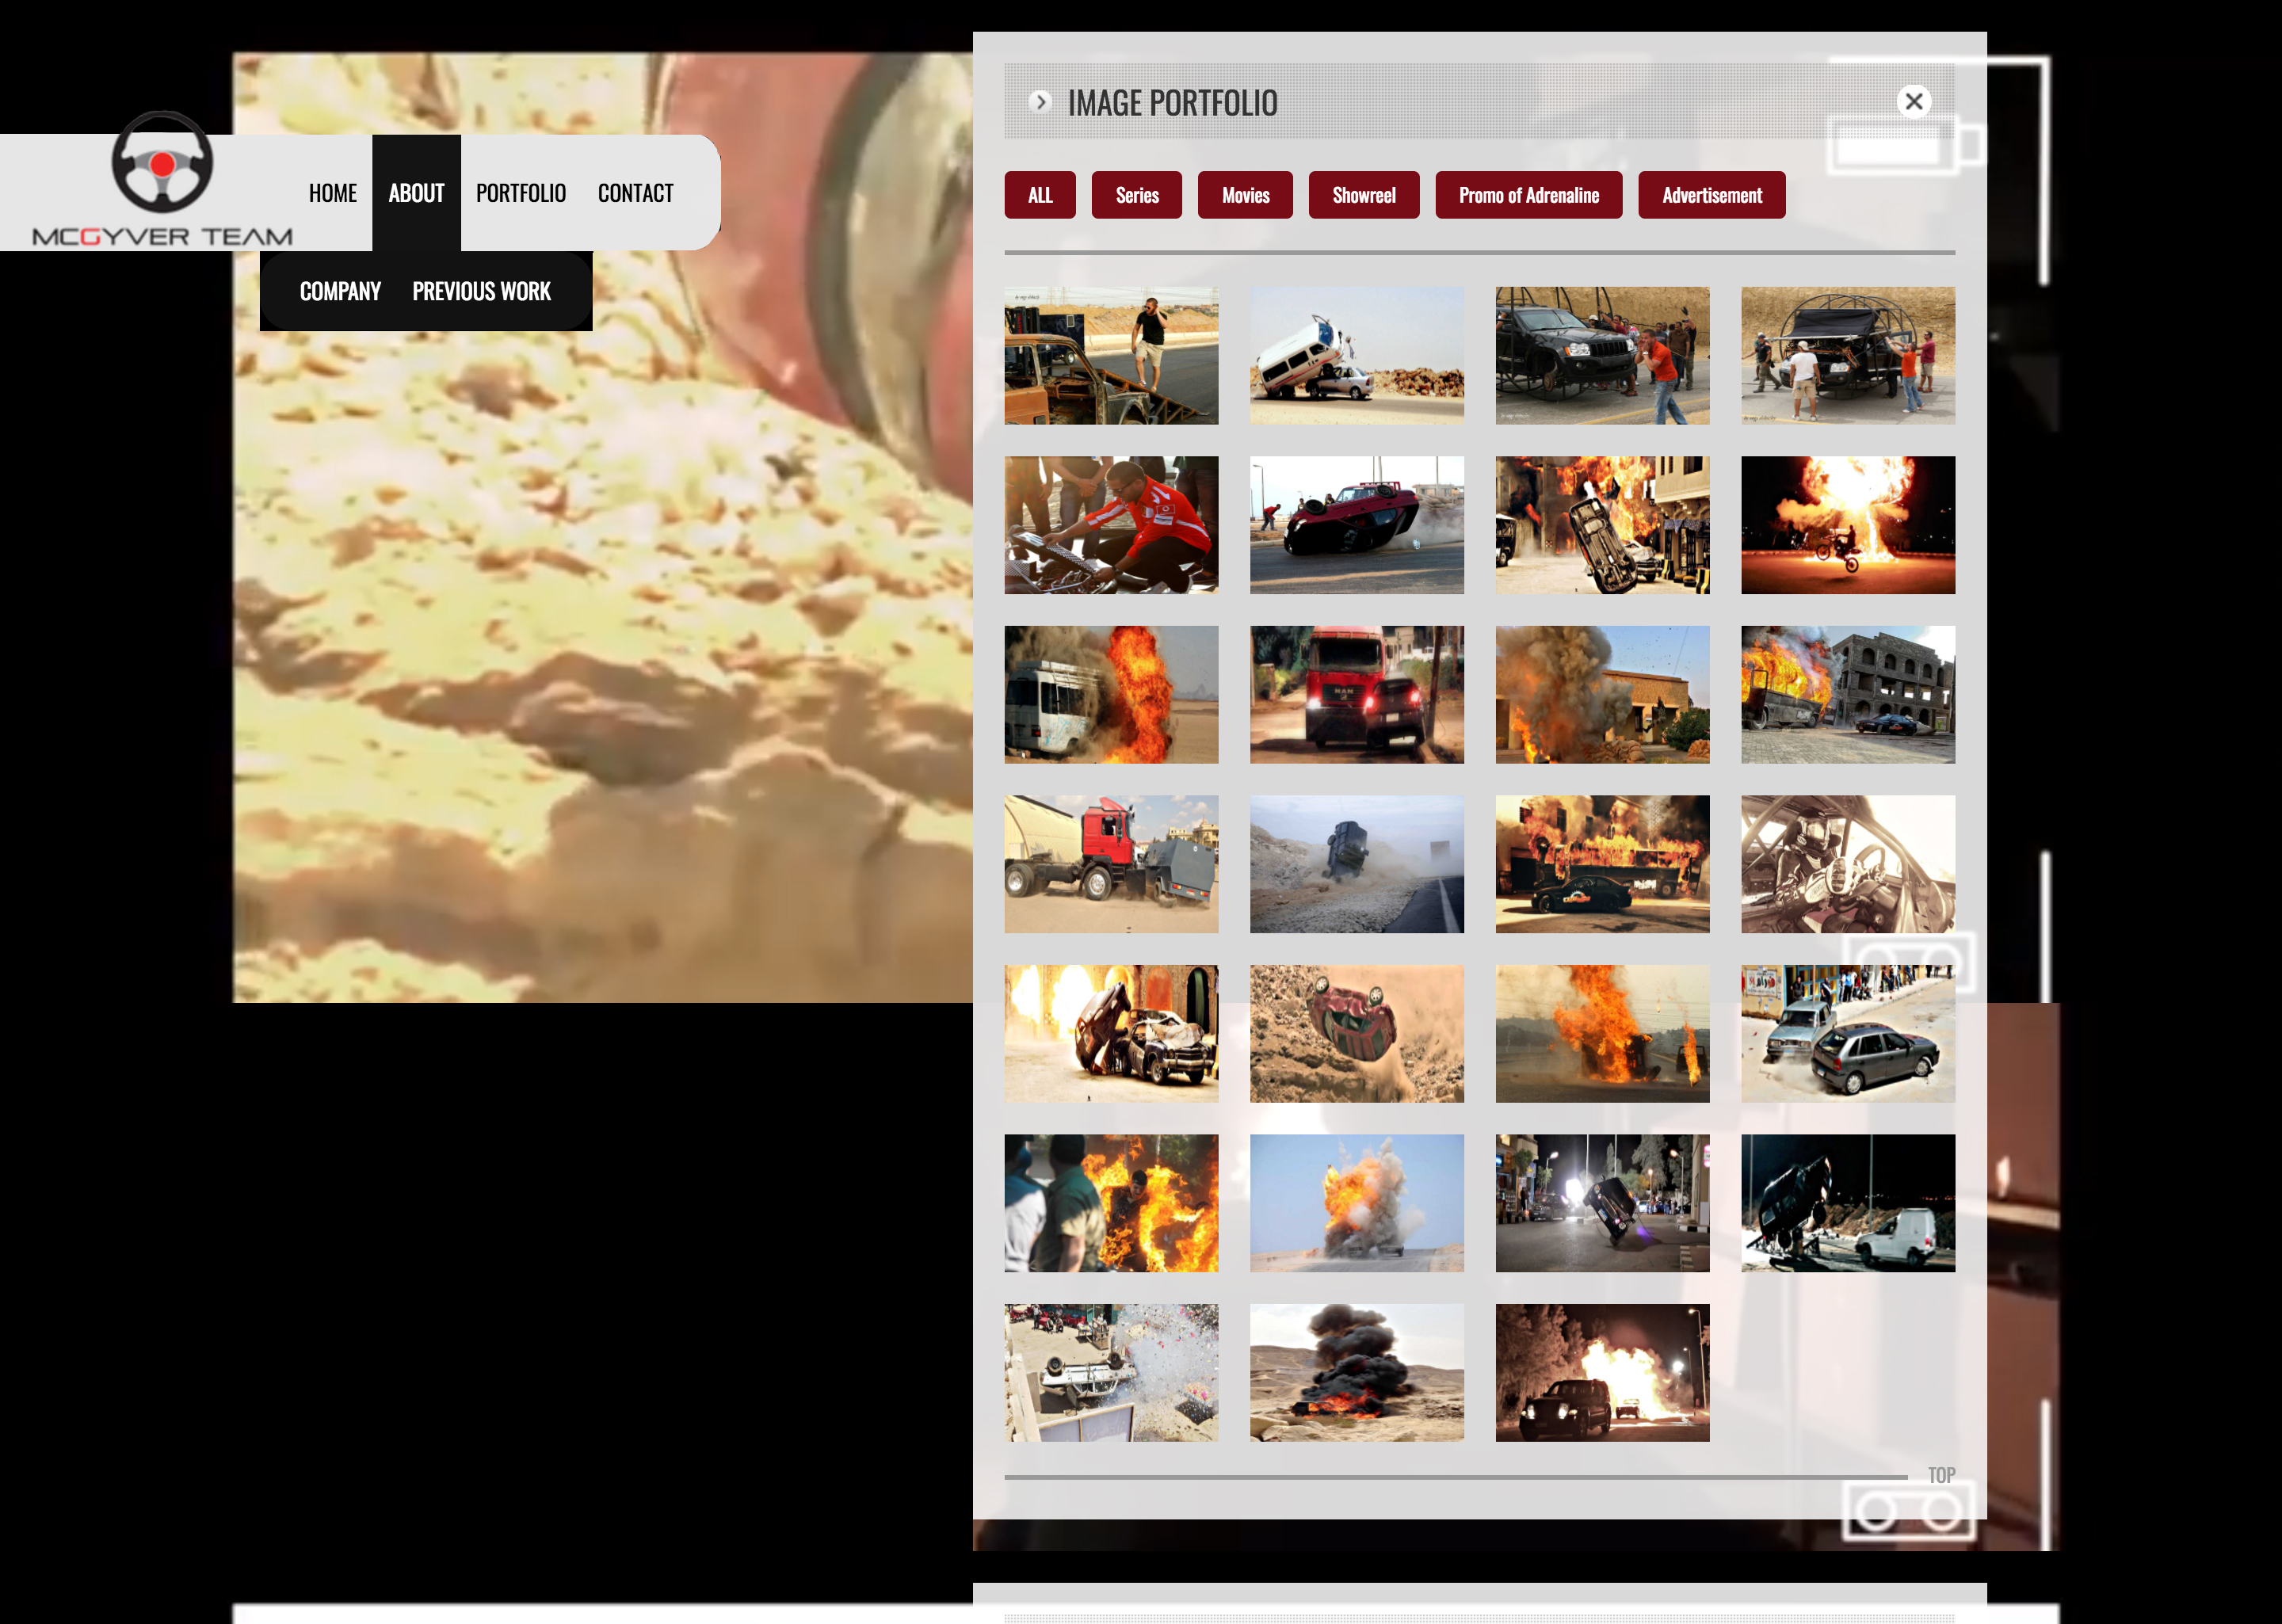 MCGYVER TEAM
HOME ABOUT PORTFOLIO CONTACT
COMPANY PREVIOUS WORK
IMAGE PORTFOLIO
ALL Series Movies Showreel Promo of Adrenaline Advertisement
MAN
TOP